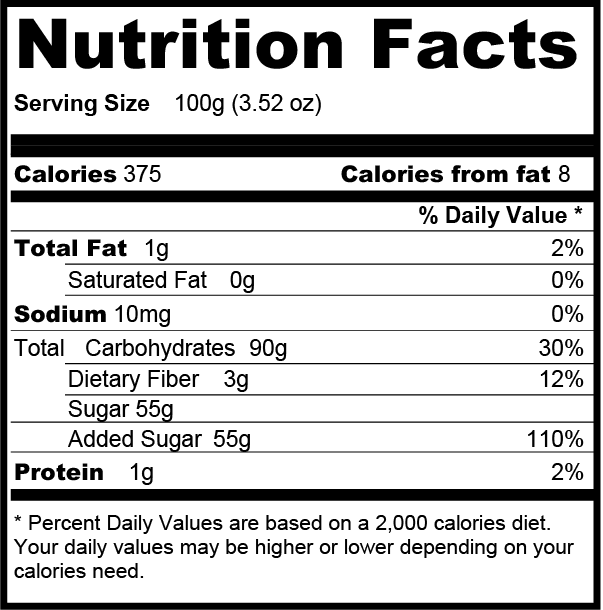 Nutrition Facts
Serving Size 100g (3.52 oz)
Calories 375 Calories from fat 8
% Daily Value *
Total Fat 1g 2%
Saturated Fat 0g 0%
Sodium 10mg 0%
Total Carbohydrates 90g 30%
Dietary Fiber 3g 12%
Sugar 55g
Added Sugar 55g 110%
Protein 1g 2%
* Percent Daily Values are based on a 2,000 calories diet.
Your daily values may be higher or lower depending on your
calories need.